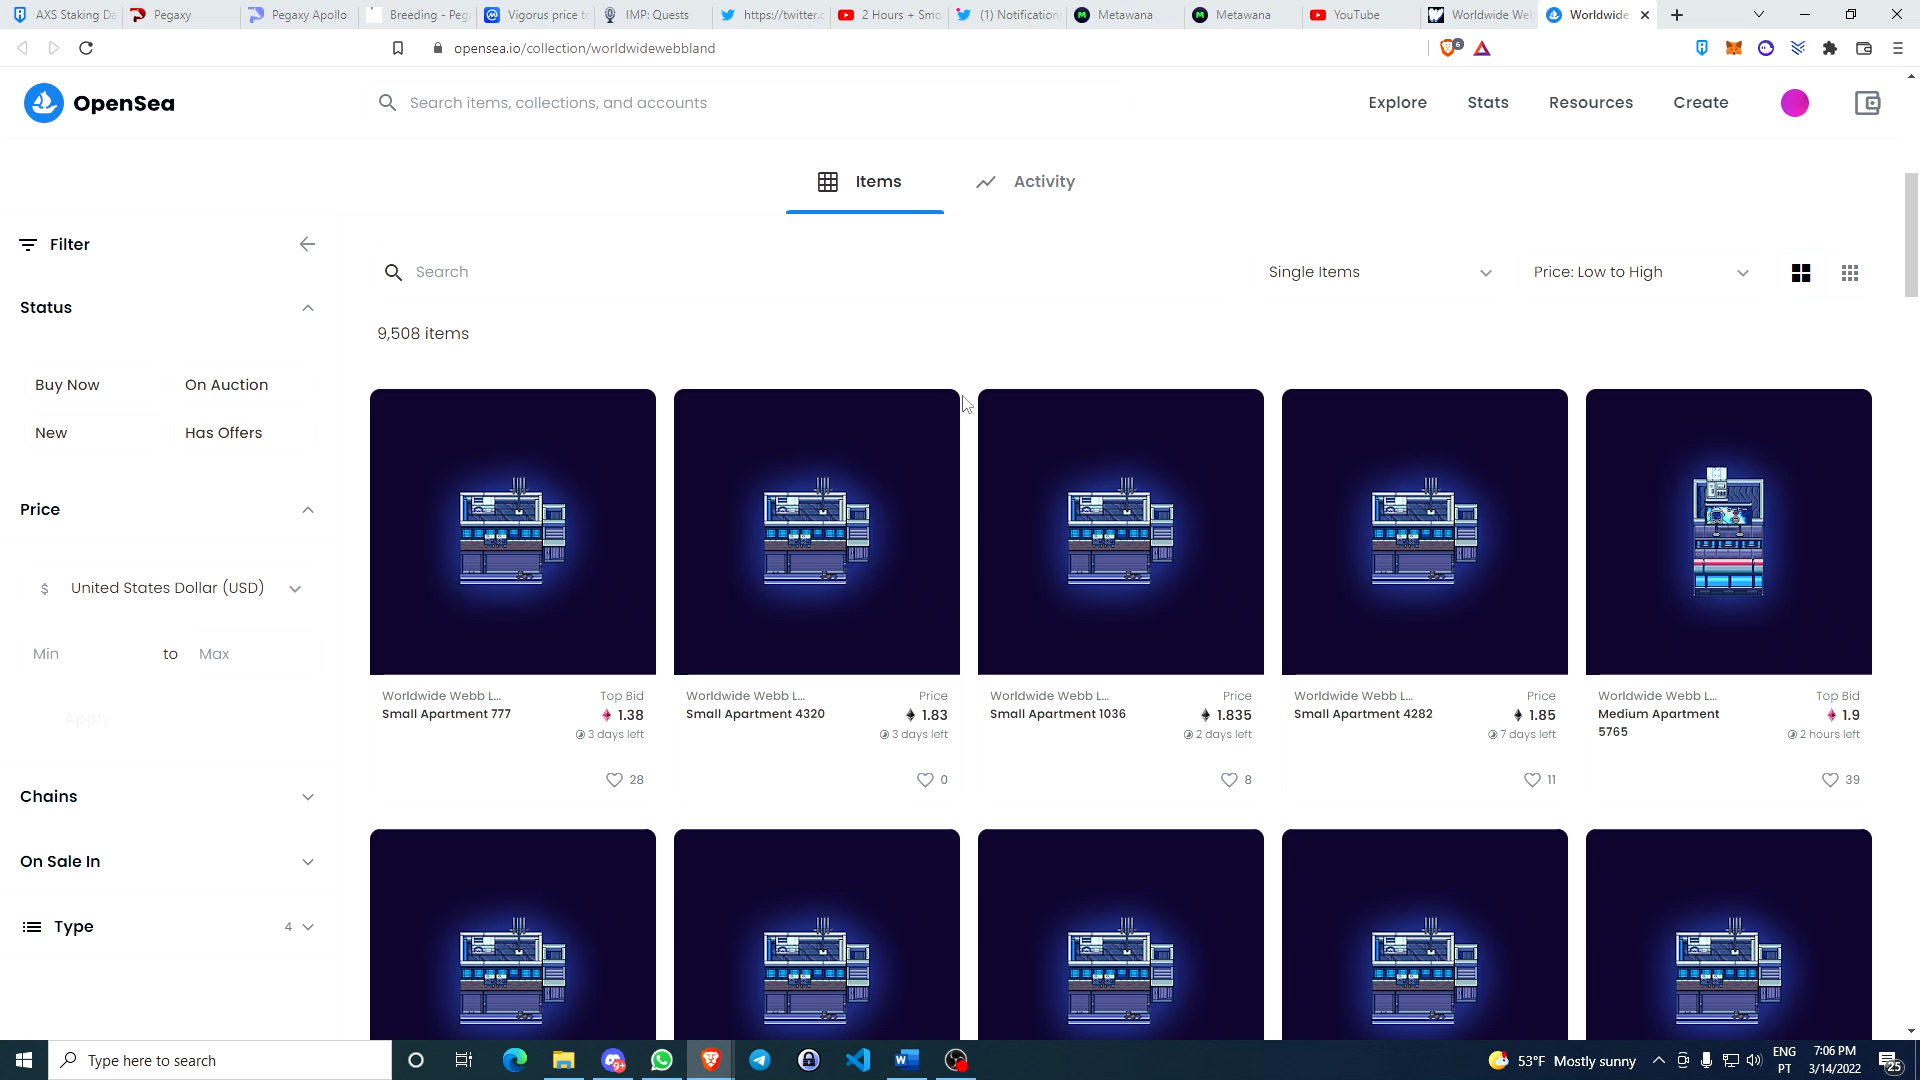 AXS Staking Da
Pegaxy
Pegaxy Apollo
Breeding - Pega
Vigorus price to
IMP: Quests
https://twitter.c
2 Hours + Smo
(1) Notification
Metawana
Metawana
YouTube
Worldwide Web
Worldwide
opensea.io/collection/worldwidewebbland
6
OpenSea
Search items, collections, and accounts
Explore
Stats
Resources
Create
Items
Activity
Filter
Search
Single Items
Price: Low to High
Status
9,508 items
Buy Now
On Auction
New
Has Offers
Price
$ United States Dollar (USD)
Min
to
Max
Apply
Chains
On Sale In
Type
4
Worldwide Webb L...
Top Bid
Small Apartment 777
1.38
3 days left
28
Worldwide Webb L...
Price
Small Apartment 4320
1.83
3 days left
0
Worldwide Webb L...
Price
Small Apartment 1036
1.835
2 days left
8
Worldwide Webb L...
Price
Small Apartment 4282
1.85
7 days left
11
Worldwide Webb L...
Top Bid
Medium Apartment
5765
1.9
2 hours left
39
Type here to search
9+
53°F Mostly sunny
ENG
PT
7:06 PM
3/14/2022
25